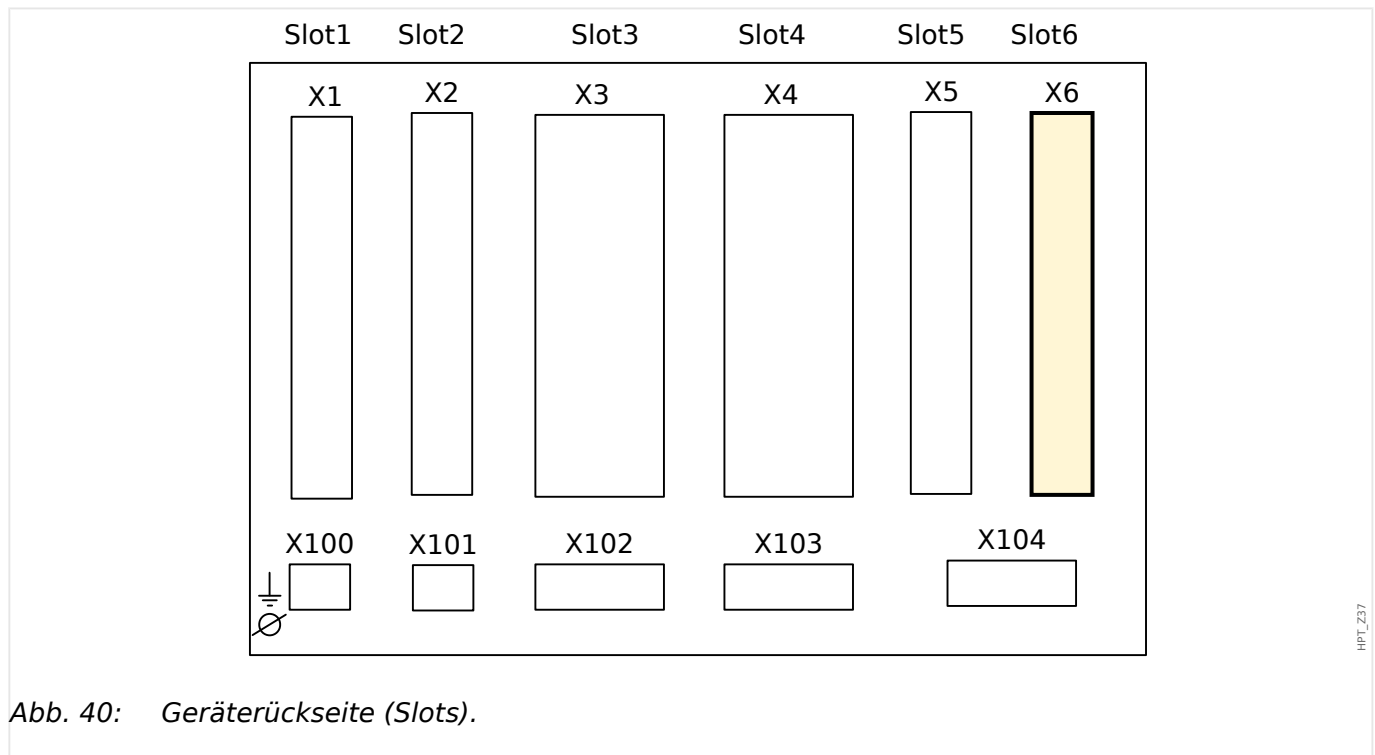 Slot1 Slot2 Slot3 Slot4 Slot5 Slot6
X1 X2 X3 X4 X5 X6
X100 X101 X102 X103 X104
HPT_Z37
Abb. 40: Geräterückseite (Slots).